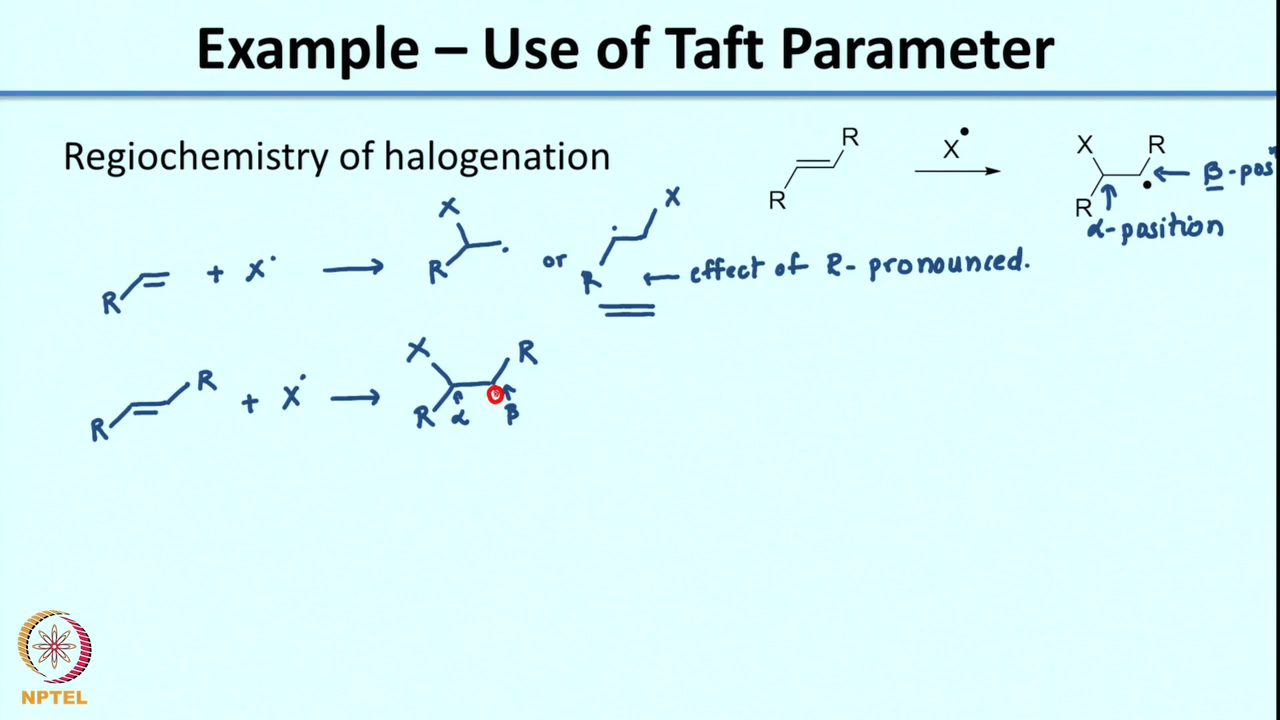 Example – Use of Taft Parameter
Regiochemistry of halogenation
R X• X R
R R
← β-pos
α-position
R + X• → X R • or R X ← effect of R- pronounced.
R R + X• → X R R α β
NPTEL